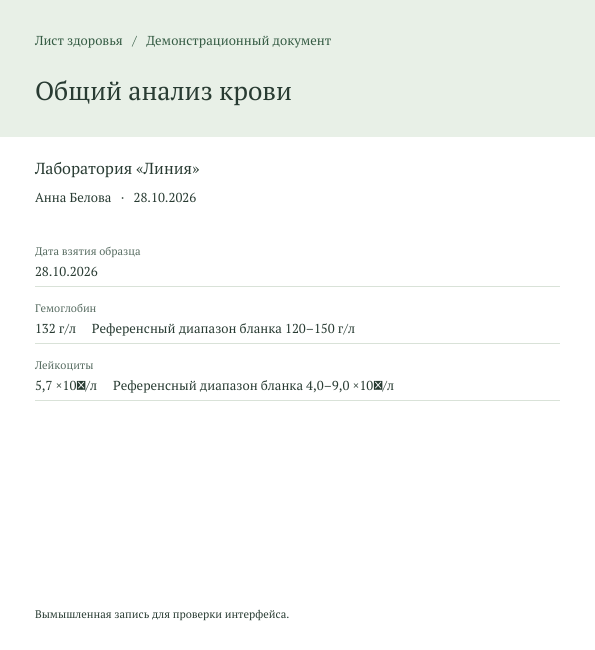 Лист здоровья / Демонстрационный документ
Общий анализ крови
Лаборатория «Линия»
Анна Белова · 28.10.2026
Дата взятия образца
28.10.2026
Гемоглобин
132 г/л Референсный диапазон бланка 120–150 г/л
Лейкоциты
5,7 ×10�/л Референсный диапазон бланка 4,0–9,0 ×10�/л
Вымышленная запись для проверки интерфейса.